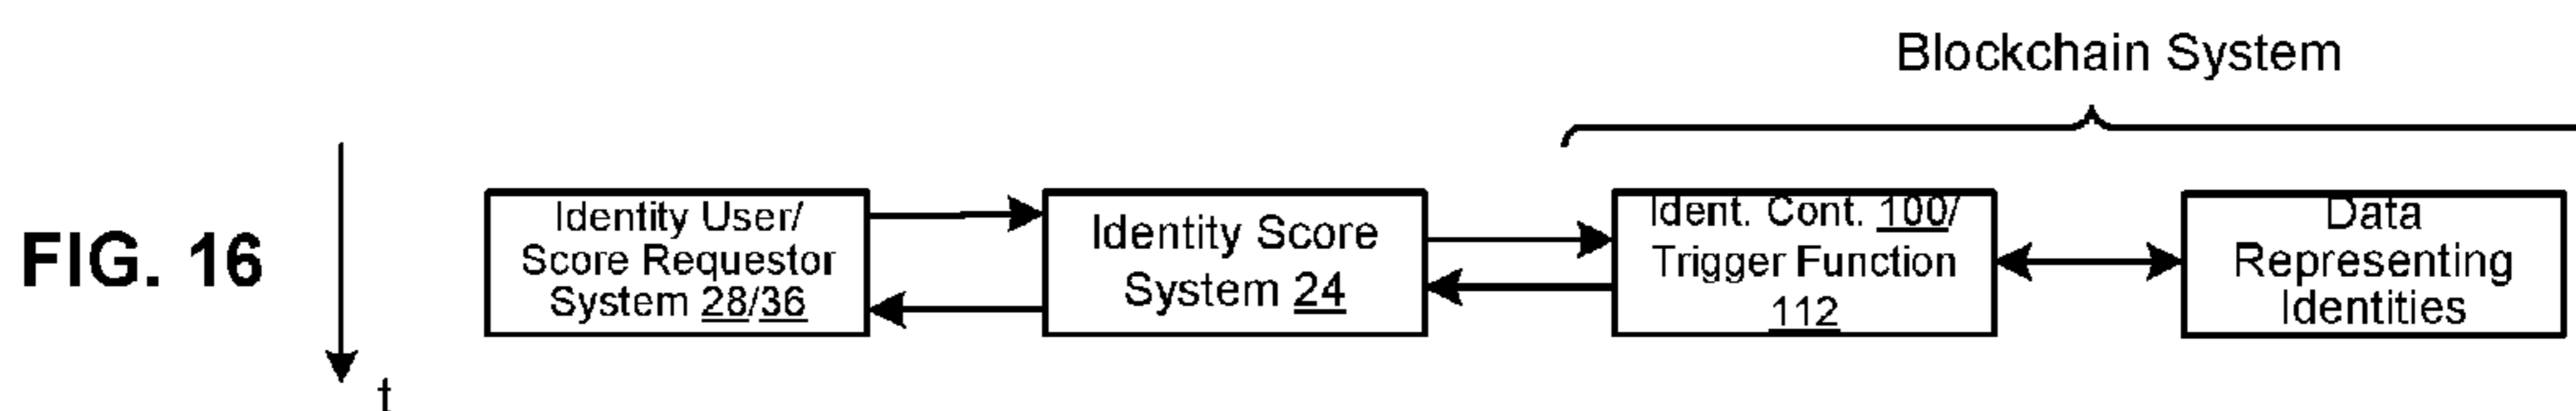 Blockchain System
FIG. 16
t
Identity User/
Score Requestor
System 28/36
Identity Score
System 24
Ident. Cont. 100/
Trigger Function
112
Data
Representing
Identities